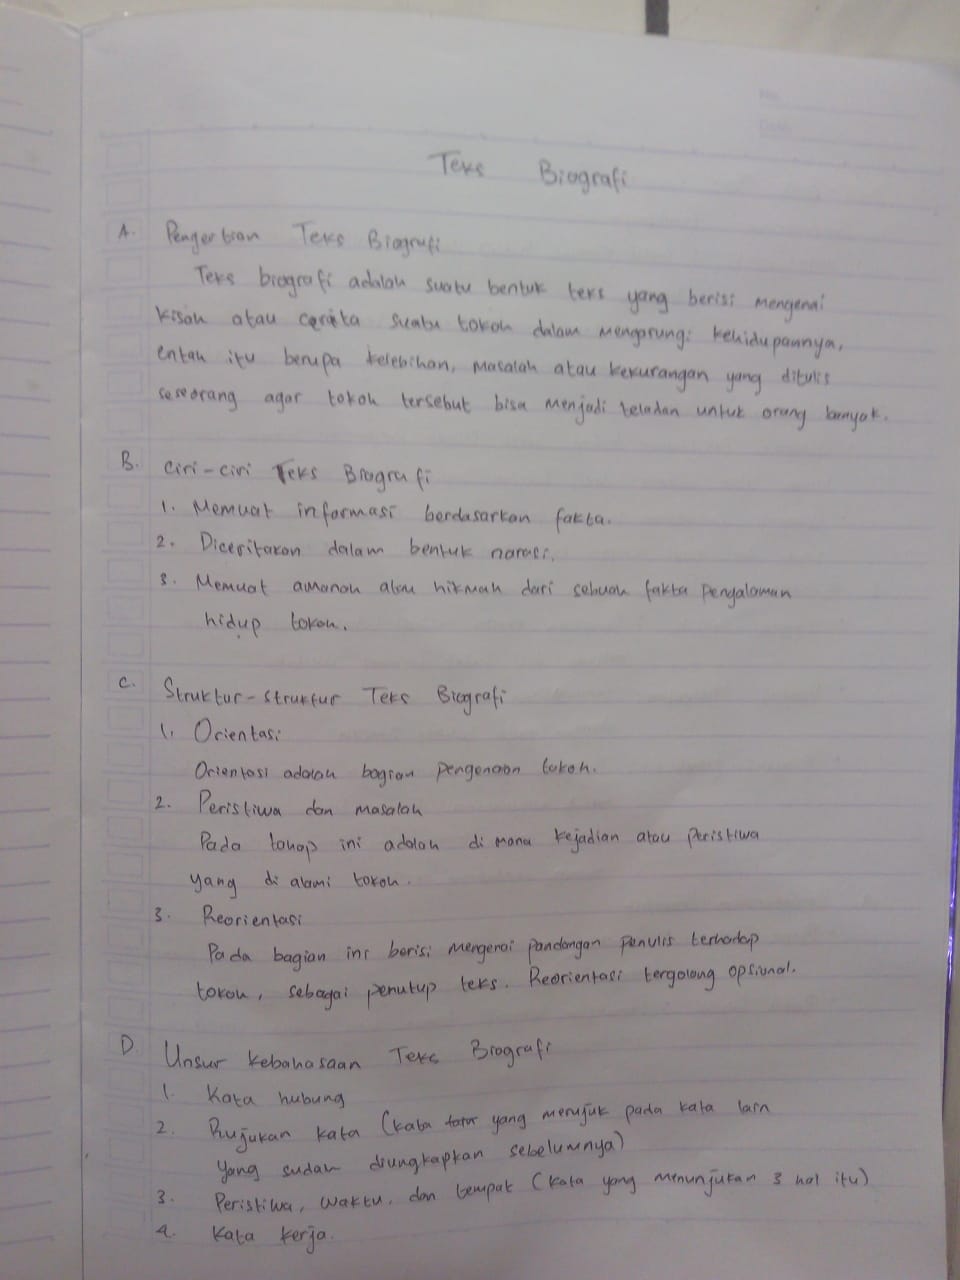 Teks Biografi
A. Pengertian Teks Biografi
Teks biografi adalah suatu bentuk teks yang berisi mengenai
kisah atau cerita suatu tokoh dalam mengarungi kehidupannya,
entah itu berupa kelebihan, masalah atau kekurangan yang ditulis
seseorang agar tokoh tersebut bisa menjadi teladan untuk orang banyak.
B. Ciri-ciri Teks Biografi
1. Memuat informasi berdasarkan fakta.
2. Diceritakan dalam bentuk narasi.
3. Memuat amanah atau hikmah dari sebuah fakta pengalaman
hidup tokoh.
C. Struktur-struktur Teks Biografi
1. Orientasi
Orientasi adalah bagian pengenaan tokoh.
2. Peristiwa dan masalah
Pada tahap ini adalah di mana kejadian atau peristiwa
yang di alami tokoh.
3. Reorientasi
Pada bagian ini berisi mengenai pandangan penulis terhadap
tokoh, sebagai penutup teks. Reorientasi tergolong opsional.
D. Unsur kebahasaan Teks Biografi
1. Kata hubung
2. Rujukan kata (kata yang merujuk pada kata lain
yang sudah diungkapkan sebelumnya)
3. Peristiwa, waktu, dan tempat (kata yang menunjukan 3 hal itu)
4. Kata kerja.